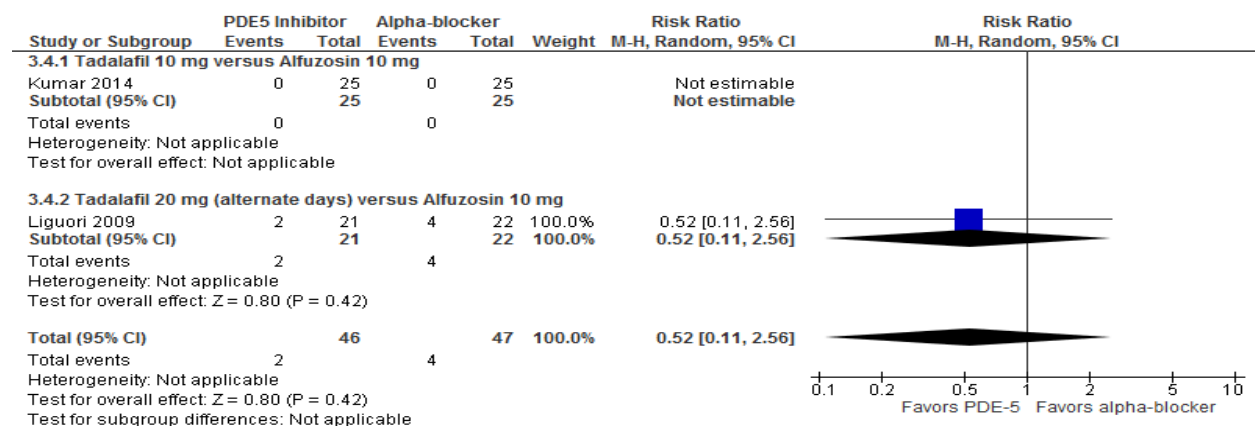 PDE5 Inhibitor Alpha-blocker Risk Ratio Risk Ratio
Study or Subgroup Events Total Events Total Weight M-H, Random, 95% CI M-H, Random, 95% CI
3.4.1 Tadalafil 10 mg versus Alfuzosin 10 mg
Kumar 2014 0 25 0 25 Not estimable
Subtotal (95% CI) 25 25 Not estimable
Total events 0 0
Heterogeneity: Not applicable
Test for overall effect: Not applicable
3.4.2 Tadalafil 20 mg (alternate days) versus Alfuzosin 10 mg
Liguori 2009 2 21 4 22 100.0% 0.52 [0.11, 2.56]
Subtotal (95% CI) 21 22 100.0% 0.52 [0.11, 2.56]
Total events 2 4
Heterogeneity: Not applicable
Test for overall effect: Z = 0.80 (P = 0.42)
Total (95% CI) 46 47 100.0% 0.52 [0.11, 2.56]
Total events 2 4
Heterogeneity: Not applicable
Test for overall effect: Z = 0.80 (P = 0.42)
Test for subgroup differences: Not applicable
0.1 0.2 0.5 1 2 5 10
Favors PDE-5 Favors alpha-blocker